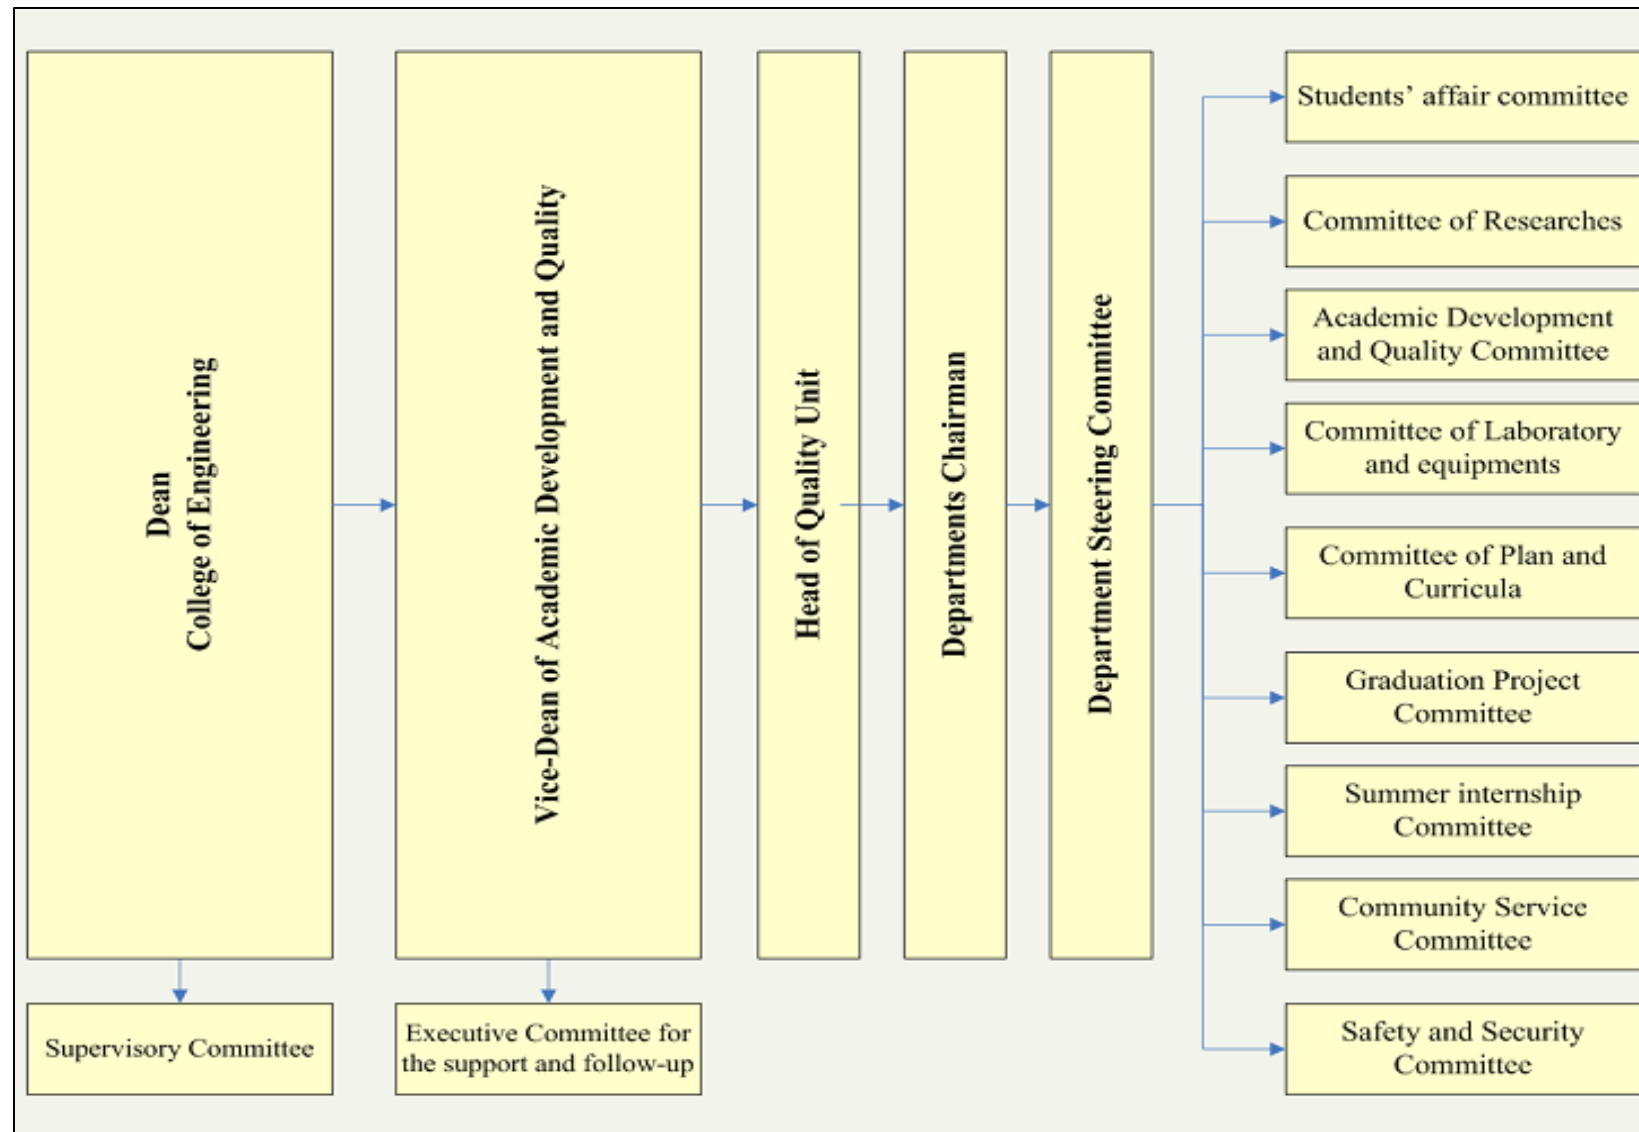 Dean
College of Engineering
Vice-Dean of Academic Development and Quality
Head of Quality Unit
Departments Chairman
Department Steering Committee
Students’ affair committee
Committee of Researches
Academic Development
and Quality Committee
Committee of Laboratory
and equipments
Committee of Plan and
Curricula
Graduation Project
Committee
Summer internship
Committee
Community Service
Committee
Safety and Security
Committee
Supervisory Committee
Executive Committee for
the support and follow-up